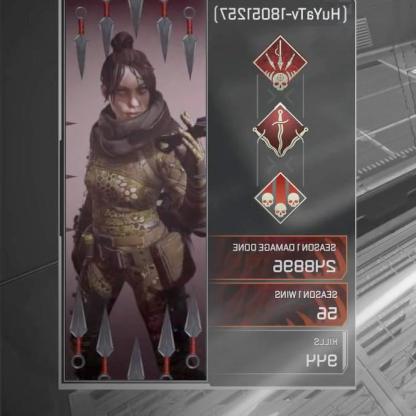 (HuYaTv-18051257)
SEASON 1 DAMAGE DONE
248896
SEASON 1 WINS
56
KILLS
944